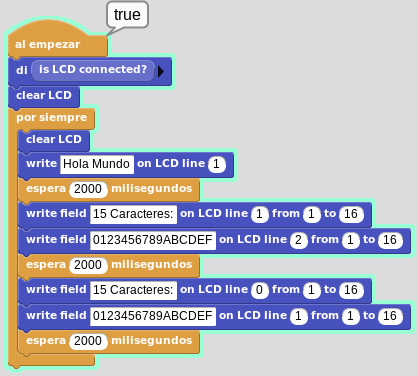 true
al empezar
di is LCD connected?
clear LCD
por siempre
clear LCD
write Hola Mundo on LCD line 1
espera 2000 milisegundos
write field 15 Caracteres: on LCD line 1 from 1 to 16
write field 0123456789ABCDEF on LCD line 2 from 1 to 16
espera 2000 milisegundos
write field 15 Caracteres: on LCD line 0 from 1 to 16
write field 0123456789ABCDEF on LCD line 1 from 1 to 16
espera 2000 milisegundos